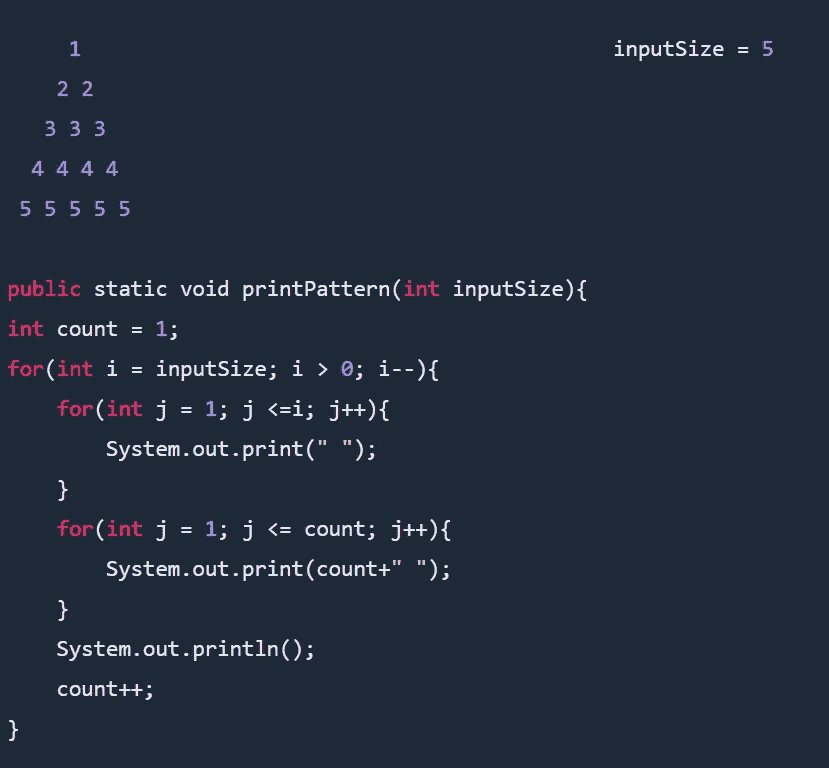 1                                            inputSize = 5
    2 2
   3 3 3
  4 4 4 4
 5 5 5 5 5
public static void printPattern(int inputSize){
int count = 1;
for(int i = inputSize; i > 0; i--){
    for(int j = 1; j <=i; j++){
        System.out.print(" ");
    }
    for(int j = 1; j <= count; j++){
        System.out.print(count+" ");
    }
    System.out.println();
    count++;
}